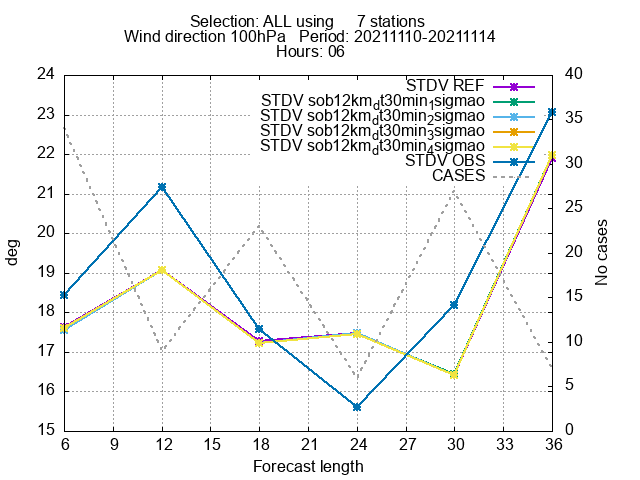 Selection: ALL using 7 stations
Wind direction 100hPa Period: 20211110-20211114
Hours: 06
24
23
22
21
20
19
18
17
16
15
40
35
30
25
20
15
10
5
0
STDV REF
STDV sob12km_dt30min_1sigmao
STDV sob12km_dt30min_2sigmao
STDV sob12km_dt30min_3sigmao
STDV sob12km_dt30min_4sigmao
STDV OBS
CASES
deg
No cases
6 9 12 15 18 21 24 27 30 33 36
Forecast length